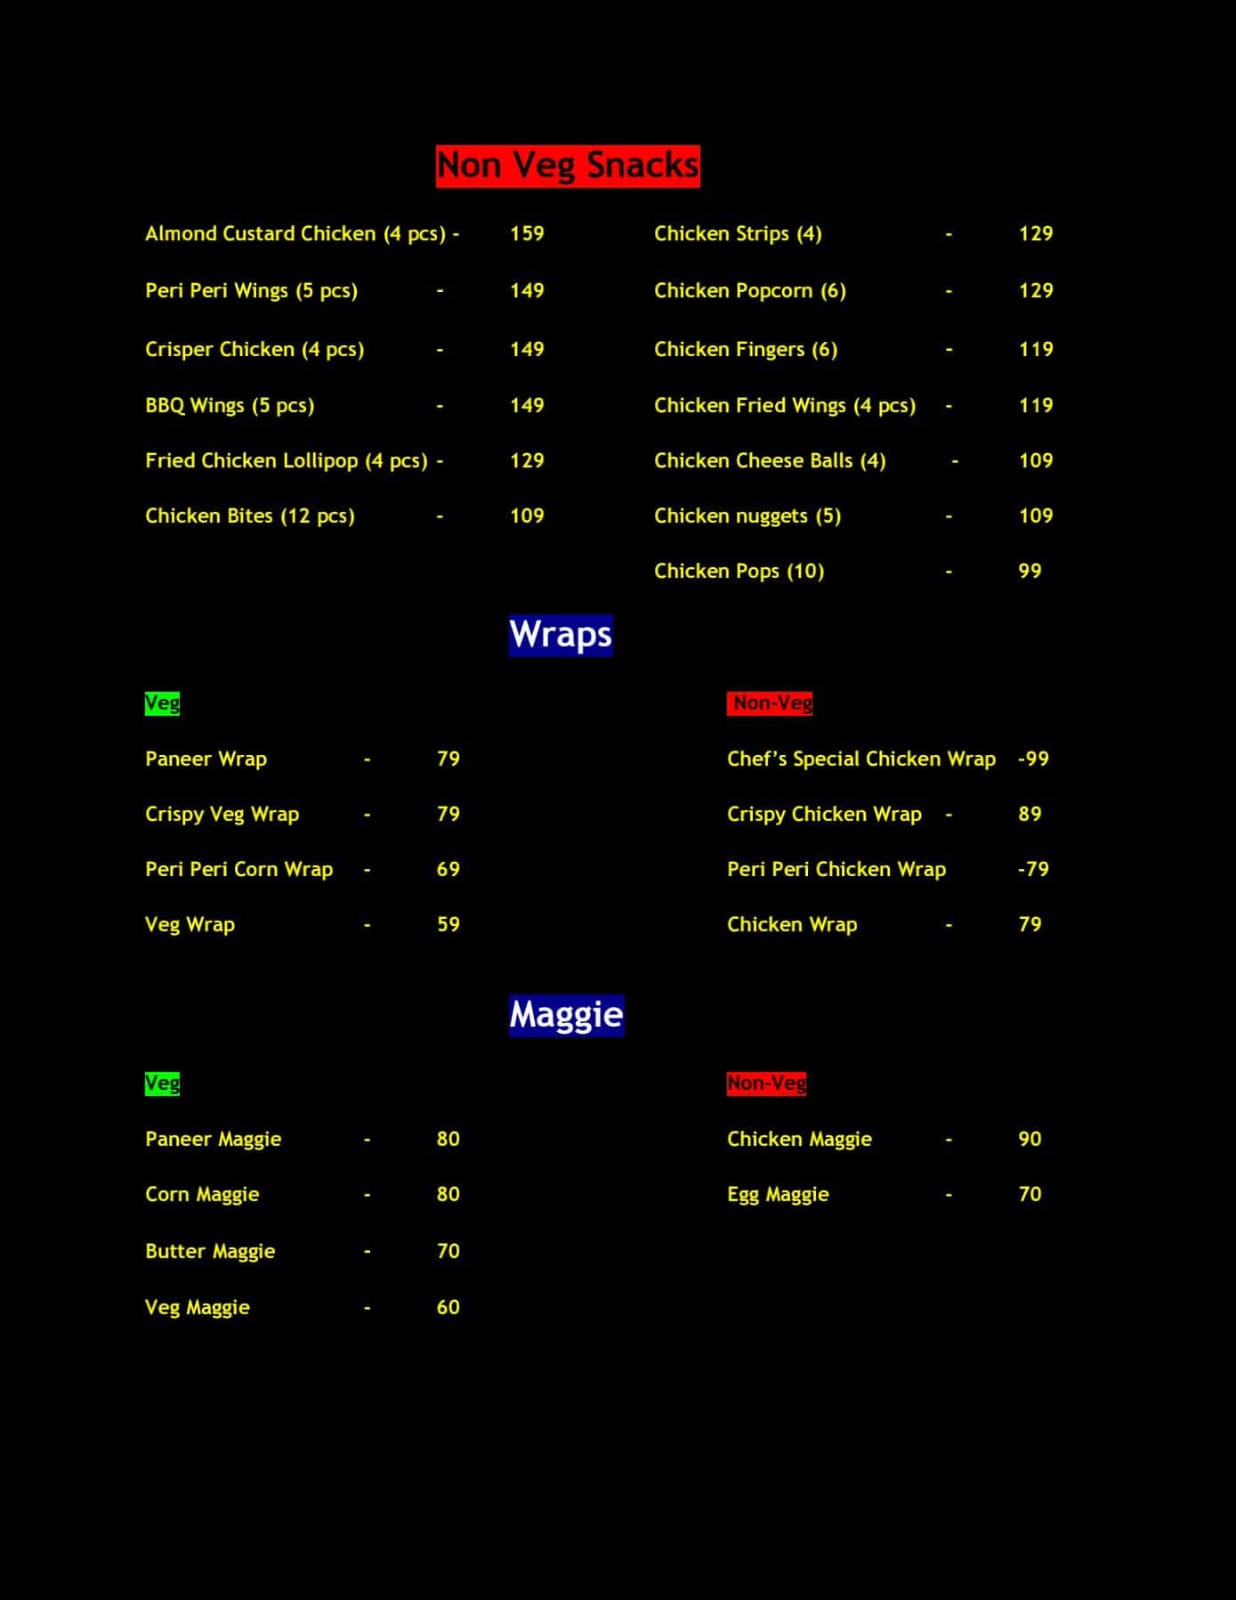 Non Veg Snacks
Almond Custard Chicken (4 pcs) - 159 Chicken Strips (4) - 129
Peri Peri Wings (5 pcs) - 149 Chicken Popcorn (6) - 129
Crisper Chicken (4 pcs) - 149 Chicken Fingers (6) - 119
BBQ Wings (5 pcs) - 149 Chicken Fried Wings (4 pcs) - 119
Fried Chicken Lollipop (4 pcs) - 129 Chicken Cheese Balls (4) - 109
Chicken Bites (12 pcs) - 109 Chicken nuggets (5) - 109
Chicken Pops (10) - 99
Wraps
Veg Non-Veg
Paneer Wrap - 79 Chef’s Special Chicken Wrap -99
Crispy Veg Wrap - 79 Crispy Chicken Wrap - 89
Peri Peri Corn Wrap - 69 Peri Peri Chicken Wrap -79
Veg Wrap - 59 Chicken Wrap - 79
Maggie
Veg Non-Veg
Paneer Maggie - 80 Chicken Maggie - 90
Corn Maggie - 80 Egg Maggie - 70
Butter Maggie - 70
Veg Maggie - 60